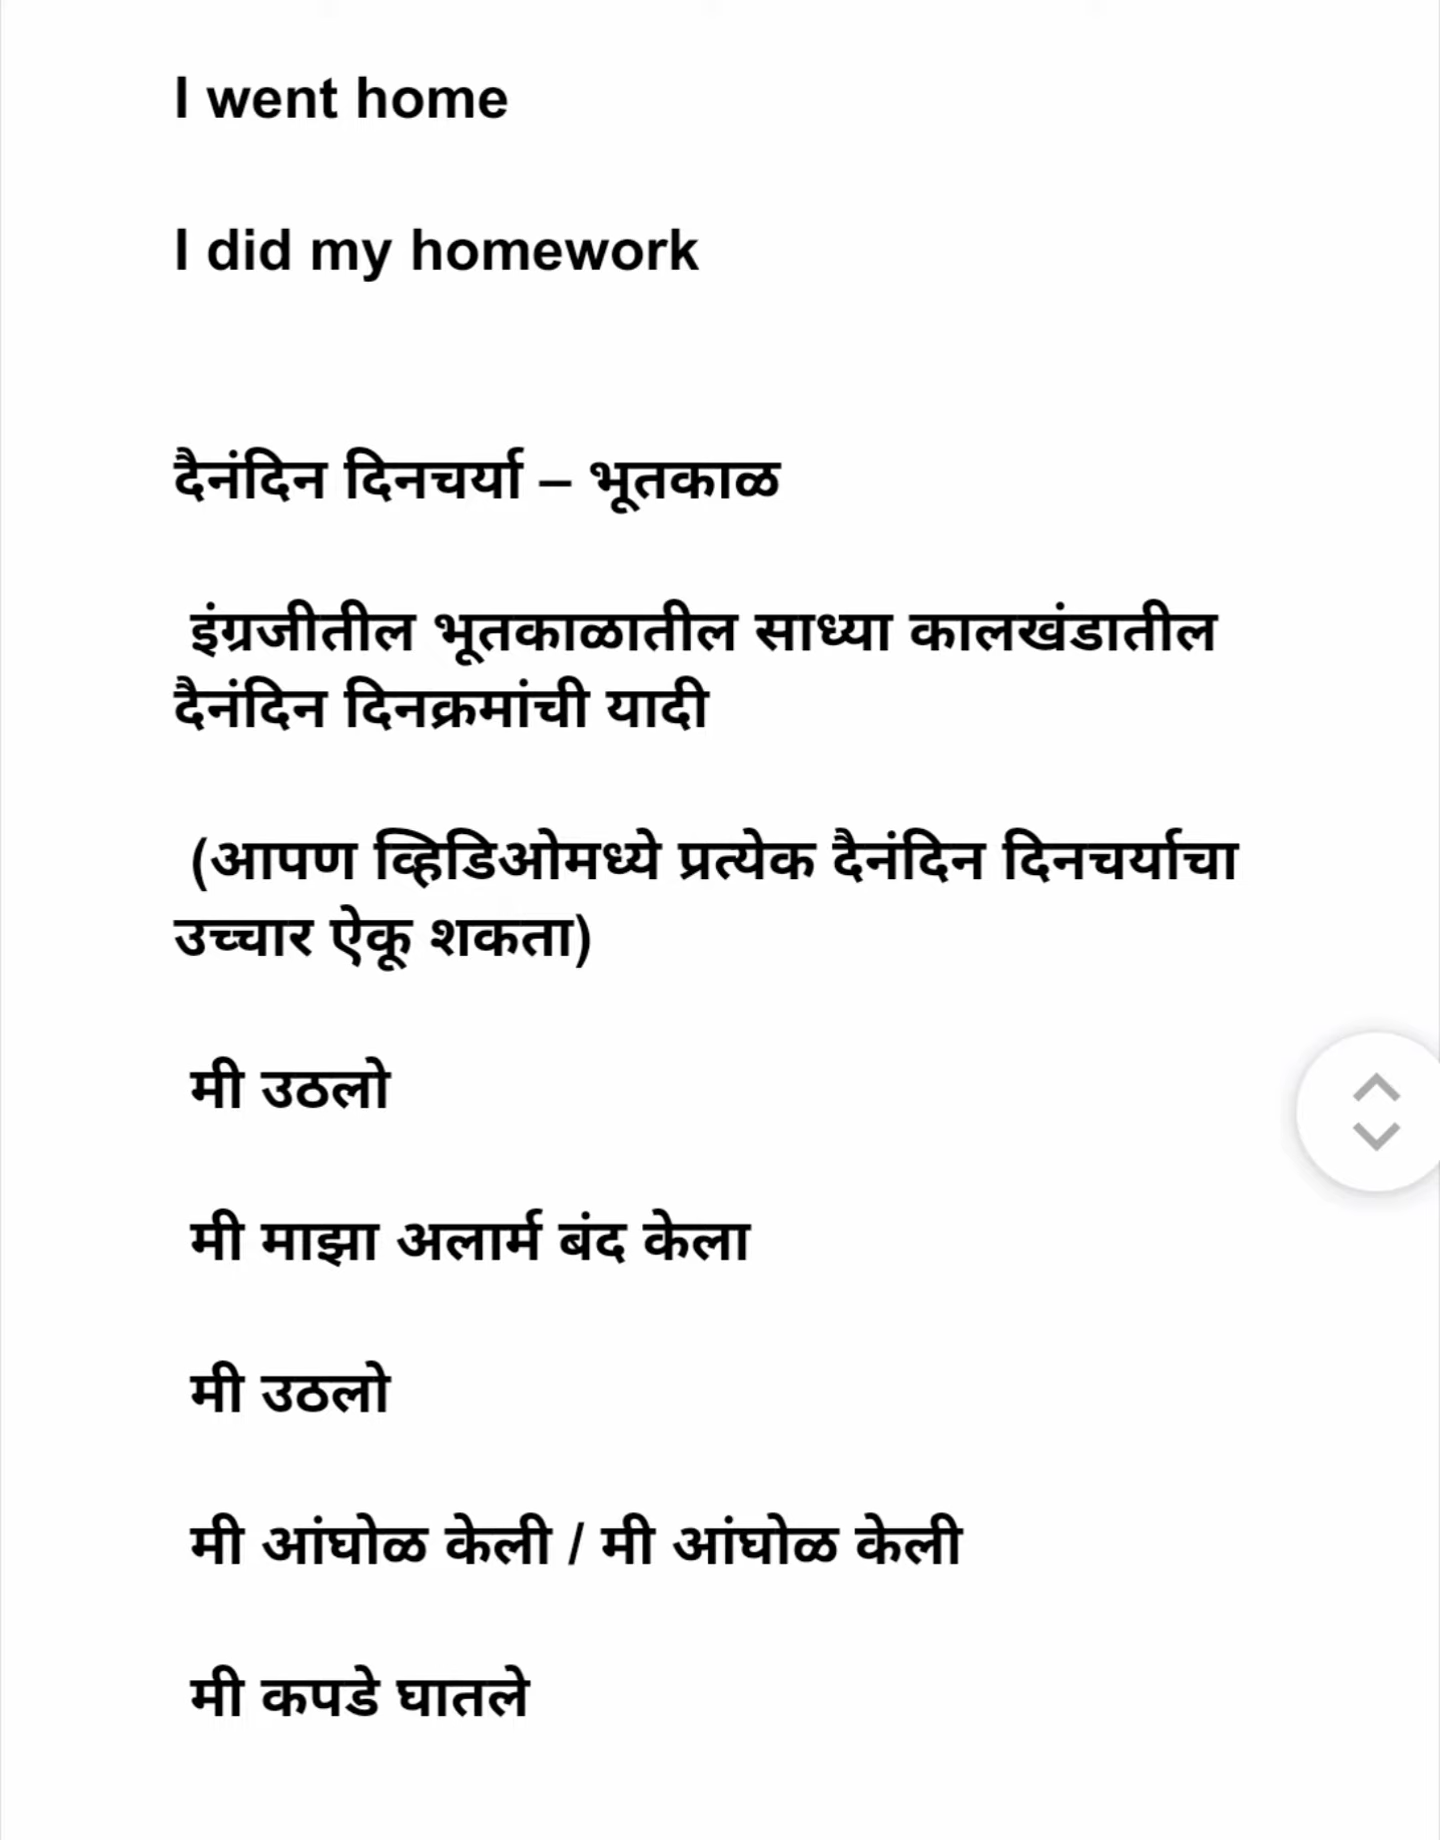 I went home
I did my homework
दैनंदिन दिनचर्या – भूतकाळ
इंग्रजीतील भूतकाळातील साध्या कालखंडातील
दैनंदिन दिनक्रमांची यादी
(आपण व्हिडिओमध्ये प्रत्येक दैनंदिन दिनचर्याचा
उच्चार ऐकू शकता)
मी उठलो
मी माझा अलार्म बंद केला
मी उठलो
मी आंघोळ केली / मी आंघोळ केली
मी कपडे घातले